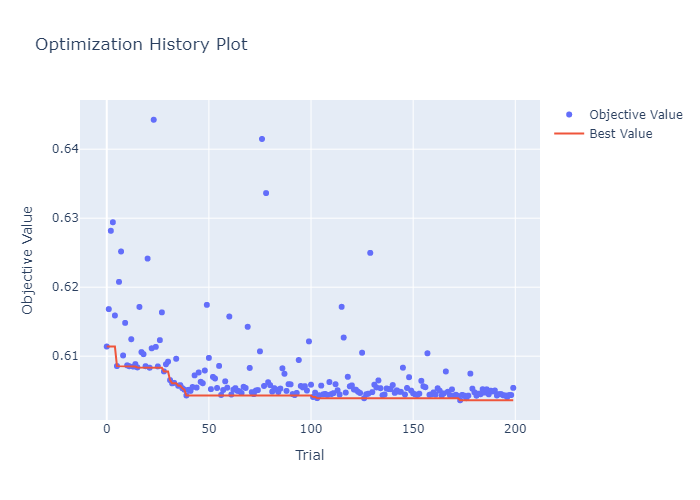 Optimization History Plot
Objective Value
Best Value
0.64
0.63
0.62
0.61
Objective Value
0
50
100
150
200
Trial